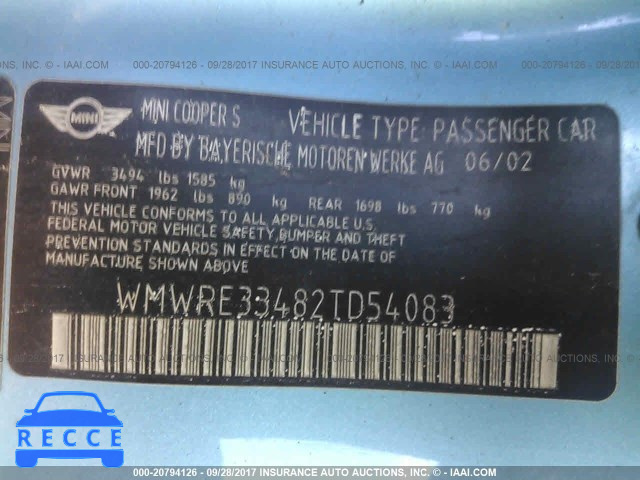 000-20794126 - 09/28/2017 INSURANCE AUTO AUCTIONS, INC. - IAAI.COM
MINI
MINI COOPER S VEHICLE TYPE: PASSENGER CAR
MFD BY BAYERISCHE MOTOREN WERKE AG 06/02
GVWR 3494 lbs 1585 kg
GAWR FRONT 1962 lbs 890 kg REAR 1698 lbs 770 kg
THIS VEHICLE CONFORMS TO ALL APPLICABLE U.S.
FEDERAL MOTOR VEHICLE SAFETY, BUMPER AND THEFT
PREVENTION STANDARDS IN EFFECT ON THE DATE OF
MANUFACTURE SHOWN ABOVE.
WMWRE33482TD54083
RECCE
000-20794126 - 09/28/2017 INSURANCE AUTO AUCTIONS, INC. - IAAI.COM